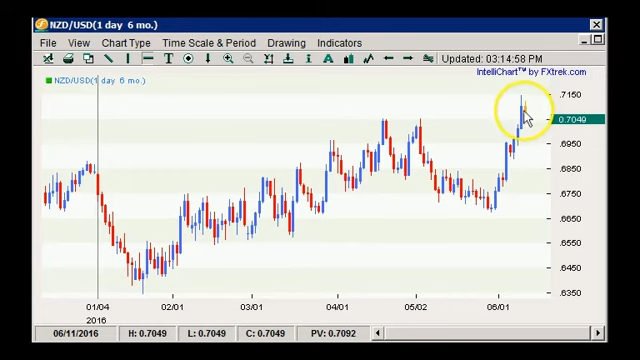 NZD/USD(1 day 6 mo.)
File View Chart Type Time Scale & Period Drawing Indicators
Updated: 03:14:58 PM
IntelliChart™ by FXtrek.com
NZD/USD(1 day 6 mo.)
.7150
0.7049
.6950
.6850
.6750
.6650
.6550
.6450
.6350
01/04 02/01 03/01 04/01 05/02 06/01
2016
06/11/2016 H: 0.7049 L: 0.7049 C: 0.7049 PV: 0.7092